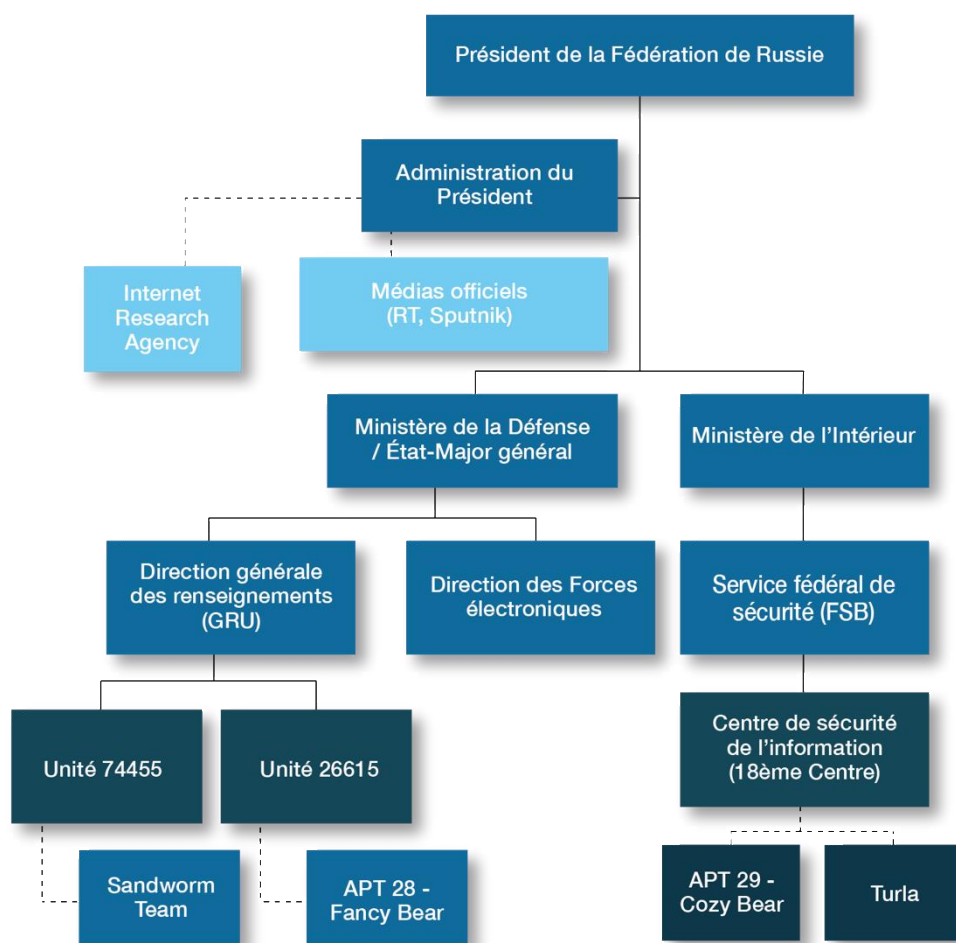 Président de la Fédération de Russie
Administration du
Président
Internet
Research
Agency
Médias officiels
(RT, Sputnik)
Ministère de la Défense
/ État-Major général
Ministère de l'Intérieur
Direction générale
des renseignements
(GRU)
Direction des Forces
électroniques
Service fédéral de
sécurité (FSB)
Unité 74455
Unité 26615
Centre de sécurité
de l'information
(18ème Centre)
Sandworm
Team
APT 28 -
Fancy Bear
APT 29 -
Cozy Bear
Turla